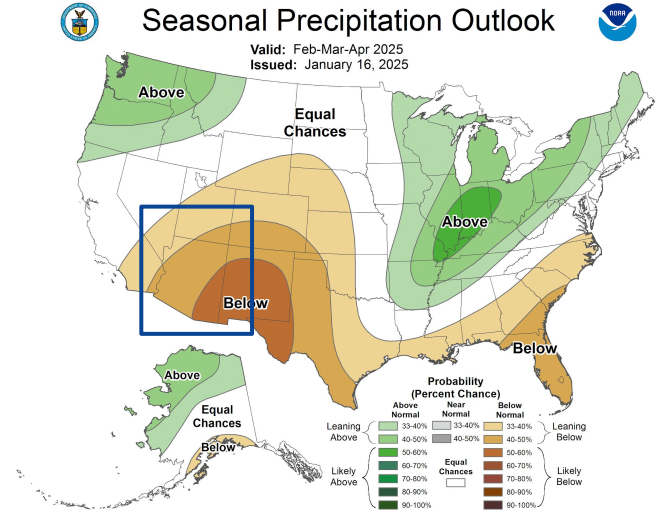 Seasonal Precipitation Outlook
NOAA
Valid: Feb-Mar-Apr 2025
Issued: January 16, 2025
Above
Equal
Chances
Above
Below
Below
Above
Equal
Chances
Below
Probability
(Percent Chance)
Above Normal
Near Normal
Below Normal
Leaning Above
33-40%
40-50%
33-40%
40-50%
33-40%
40-50%
Leaning Below
Likely Above
50-60%
60-70%
70-80%
80-90%
90-100%
Equal Chances
50-60%
60-70%
70-80%
80-90%
90-100%
Likely Below